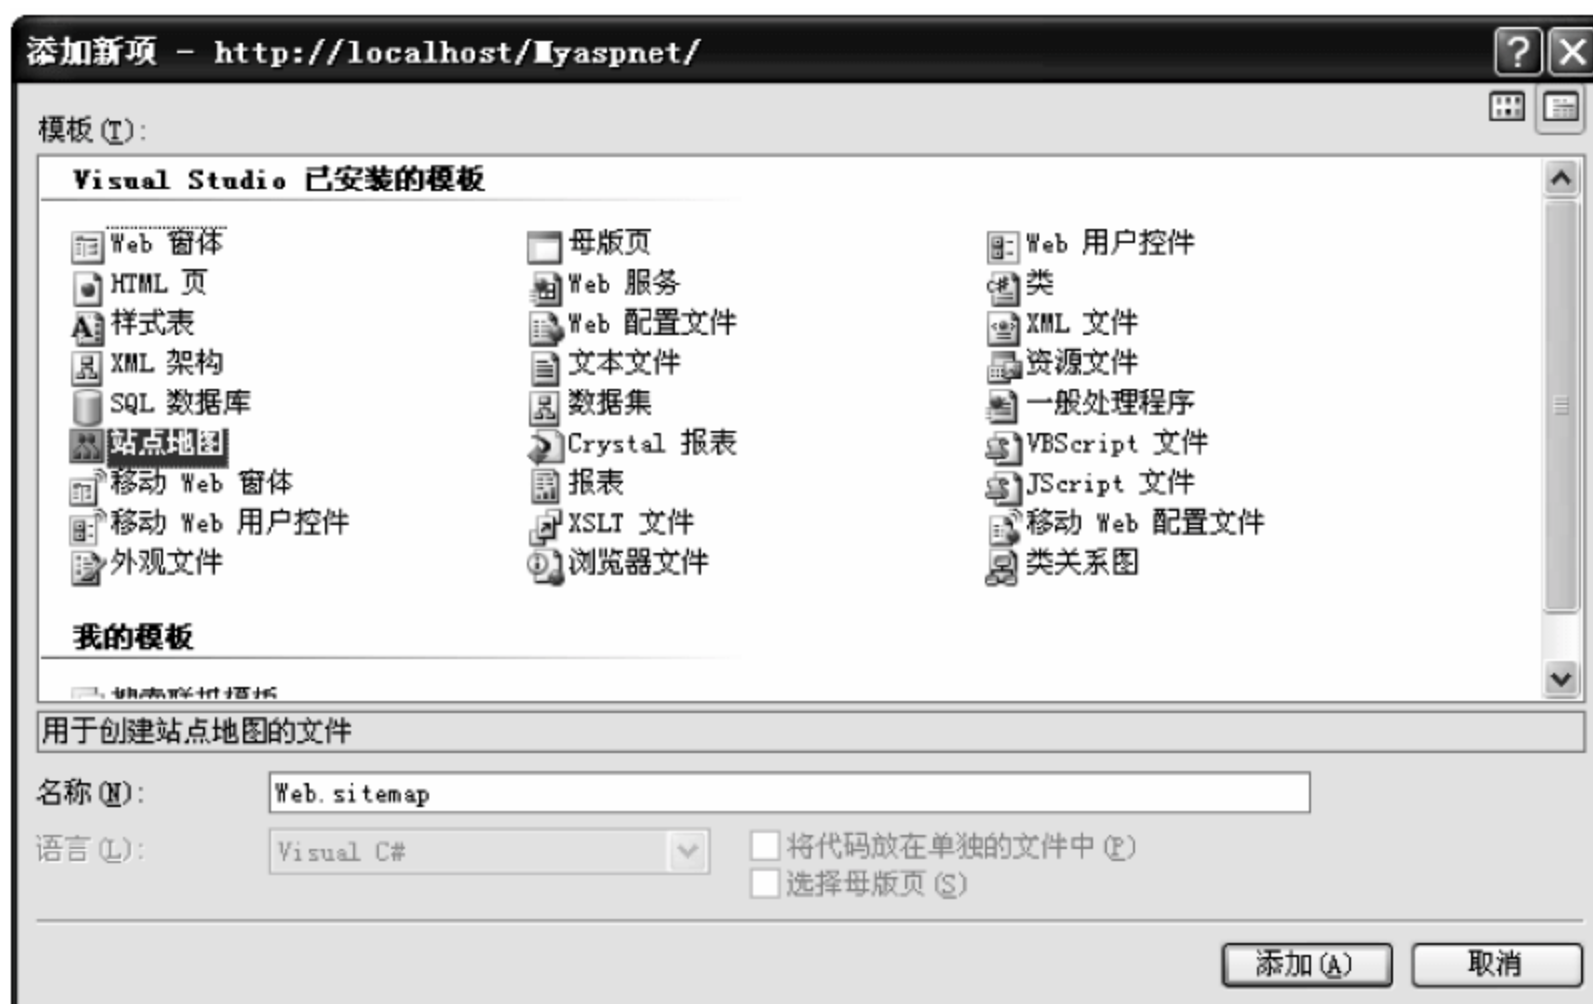 添加新项 - http://localhost/Myaspnet/
模板(T):
Visual Studio 已安装的模板
Web 窗体 母版页 Web 用户控件
HTML 页 Web 服务 类
样式表 Web 配置文件 XML 文件
XML 架构 文本文件 资源文件
SQL 数据库 数据集 一般处理程序
站点地图 Crystal 报表 VBScript 文件
移动 Web 窗体 报表 JScript 文件
移动 Web 用户控件 XSLT 文件 移动 Web 配置文件
外观文件 浏览器文件 类关系图
我的模板
搜索联机模板
用于创建站点地图的文件
名称(N): Web.sitemap
语言(L): Visual C# 将代码放在单独的文件中(P)
选择母版页(S)
添加(A) 取消